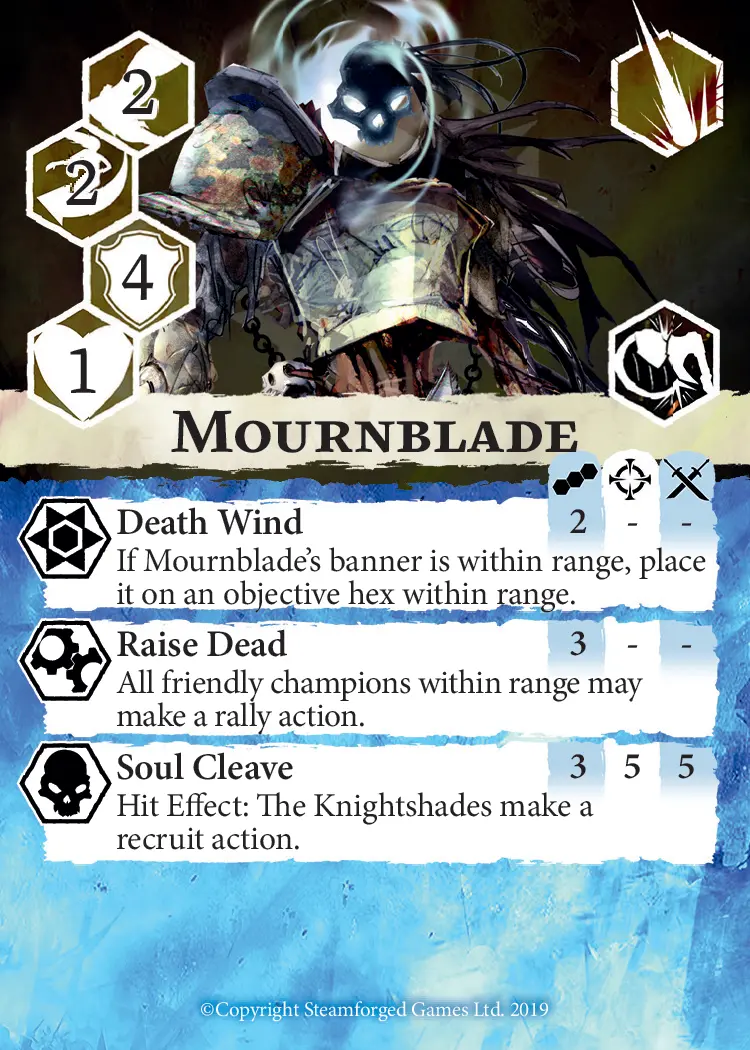 2
2
4
1
Mournblade
Death Wind 2 - -
If Mournblade's banner is within range, place
it on an objective hex within range.
Raise Dead 3 - -
All friendly champions within range may
make a rally action.
Soul Cleave 3 5 5
Hit Effect: The Knightshades make a
recruit action.
©Copyright Steamforged Games Ltd. 2019